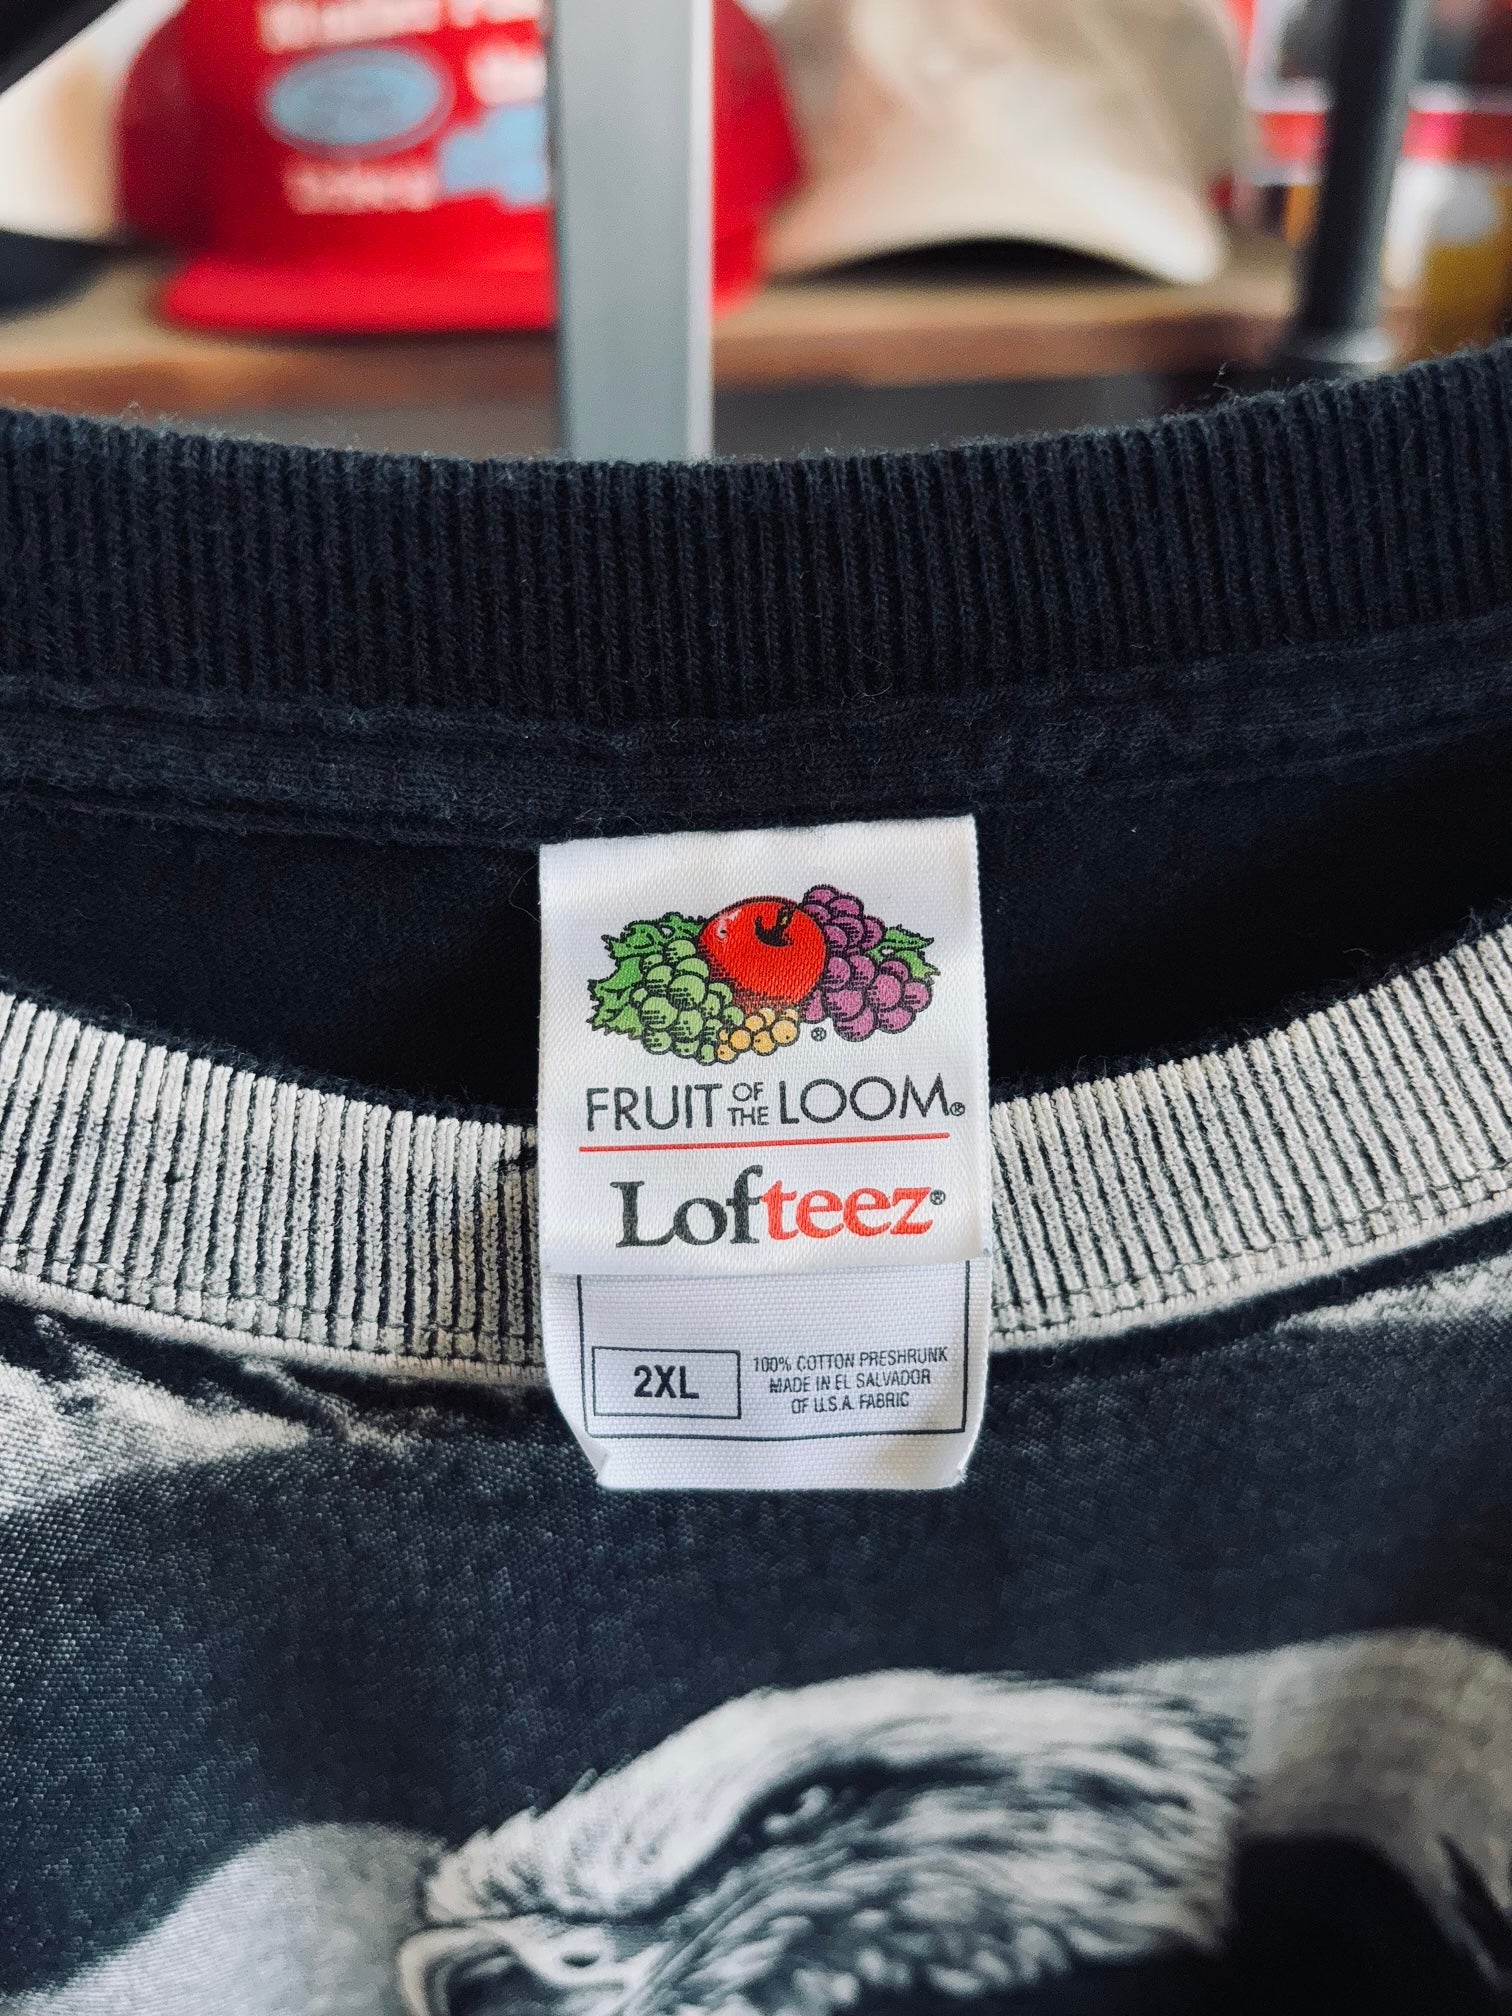 FRUIT OF THE LOOM®
Lofteez®
2XL
100% COTTON PRESHRUNK
MADE IN EL SALVADOR
OF U.S.A. FABRIC